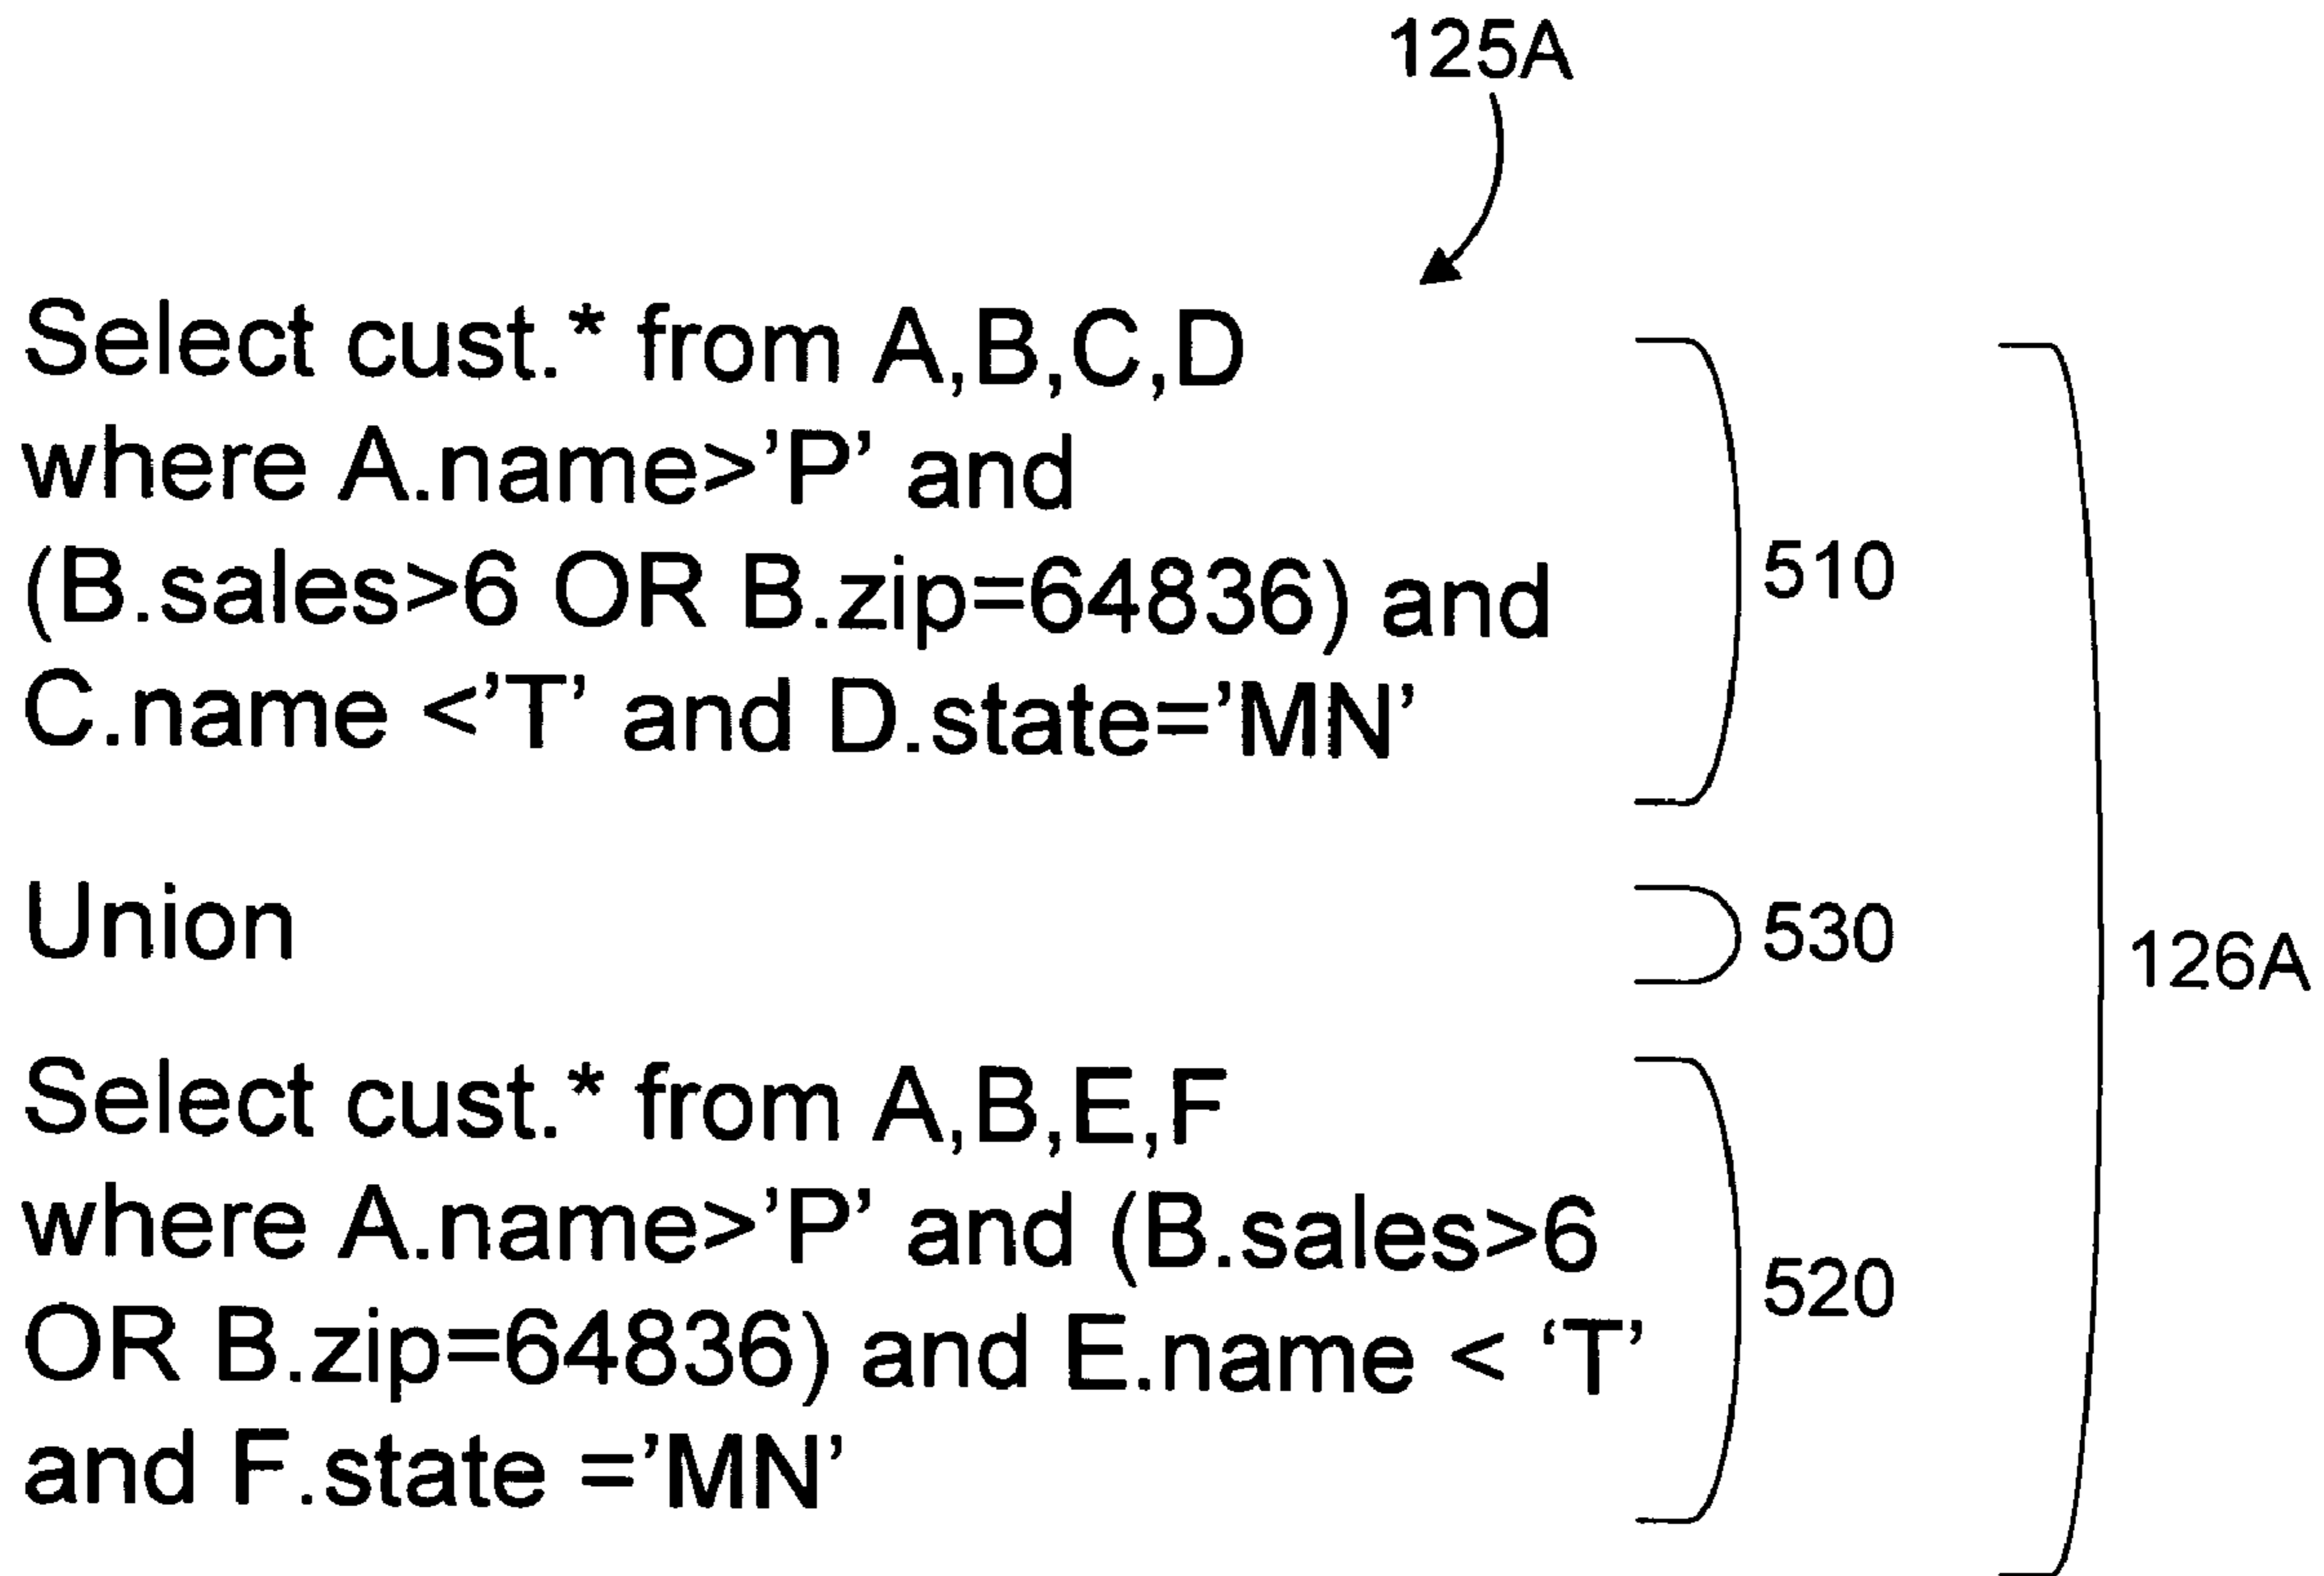 125A
Select cust.* from A,B,C,D
where A.name>’P’ and
(B.sales>6 OR B.zip=64836) and
C.name <’T’ and D.state=’MN’
510
Union
530
126A
Select cust.* from A,B,E,F
where A.name>’P’ and (B.sales>6
OR B.zip=64836) and E.name < ‘T’
and F.state =’MN’
520